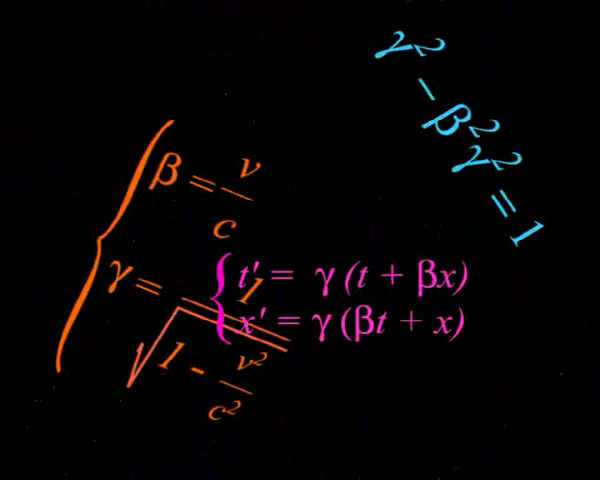 γ² − β²γ² = 1
β = v/c
γ = 1/√(1 - v²/c²)
t' = γ (t + βx)
x' = γ (βt + x)